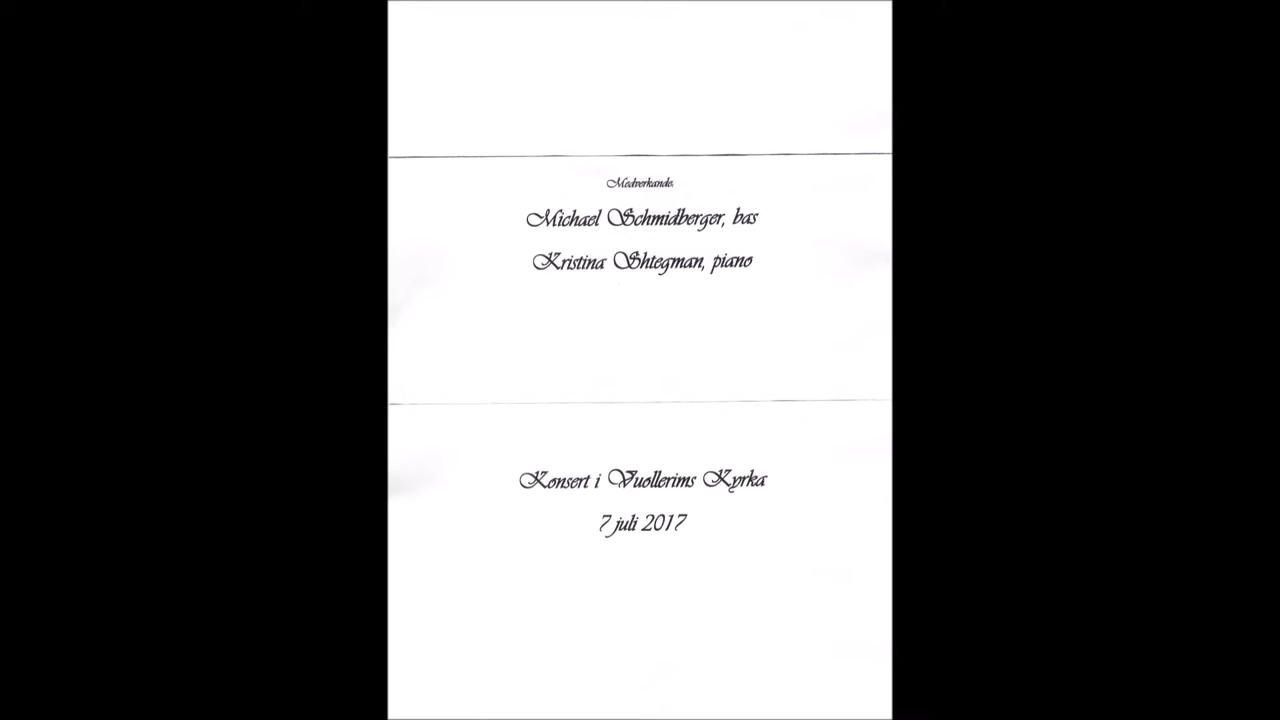 Medverkande:
Michael Schmidberger, bas
Kristina Shtegman, piano
Konsert i Vuollerims Kyrka
7 juli 2017